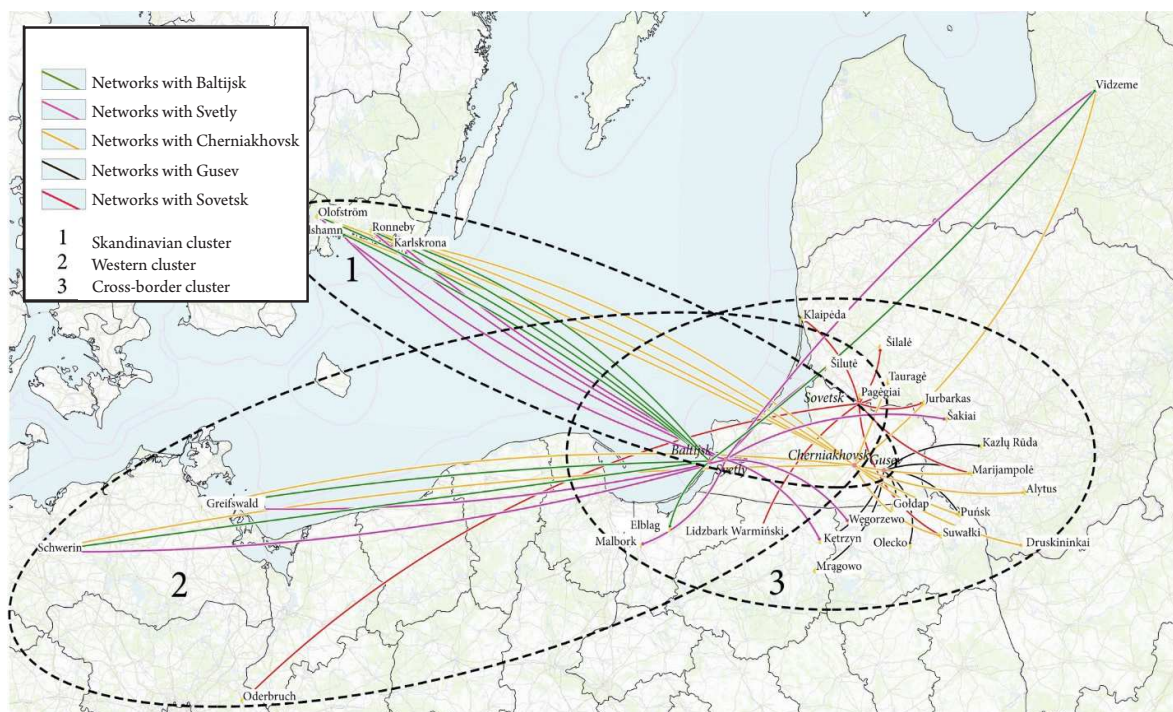 Networks with Baltijsk
Networks with Svetly
Networks with Cherniakhovsk
Networks with Gusev
Networks with Sovetsk
1 Skandinavian cluster
2 Western cluster
3 Cross-border cluster
Vidzeme
Olofström
lshamn
Ronneby
Karlskrona
1
Klaipėda
Šilalė
Šilutė
Tauragė
Sovetsk
Pagėgiai
Jurbarkas
Šakiai
Baltijsk
Svetly
Cherniakhovsk
Gusev
Kazlų Rūda
Marijampolė
Alytus
Greifswald
Gołdap
Puńsk
Elbląg
Malbork
Lidzbark Warmiński
Węgorzewo
Kętrzyn
Olecko
Suwałki
Druskininkai
Schwerin
Mrągowo
2
3
Oderbruch